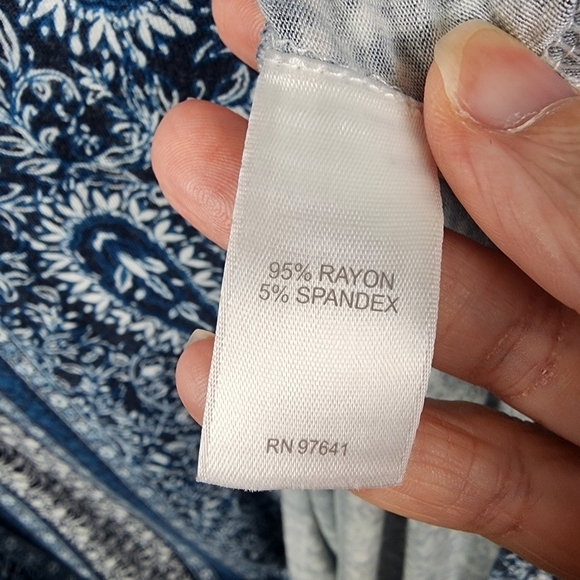 95% RAYON
5% SPANDEX
RN 97641